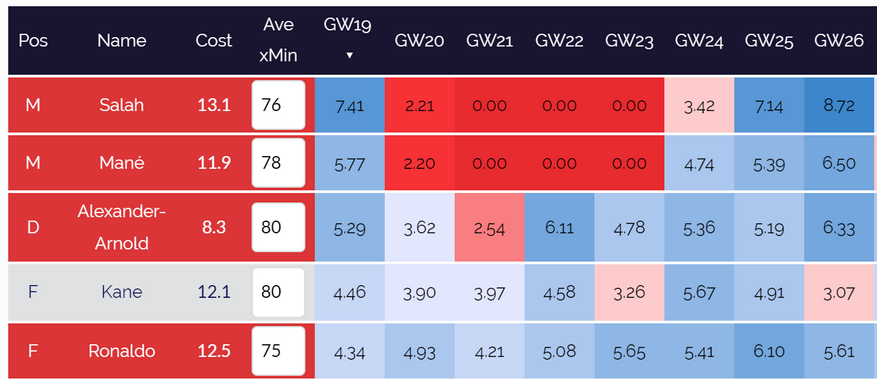 Pos Name Cost Ave xMin GW19 ▼ GW20 GW21 GW22 GW23 GW24 GW25 GW26
M Salah 13.1 76 7.41 2.21 0.00 0.00 0.00 3.42 7.14 8.72
M Mané 11.9 78 5.77 2.20 0.00 0.00 0.00 4.74 5.39 6.50
D Alexander-Arnold 8.3 80 5.29 3.62 2.54 6.11 4.78 5.36 5.19 6.33
F Kane 12.1 80 4.46 3.90 3.97 4.58 3.26 5.67 4.91 3.07
F Ronaldo 12.5 75 4.34 4.93 4.21 5.08 5.65 5.41 6.10 5.61